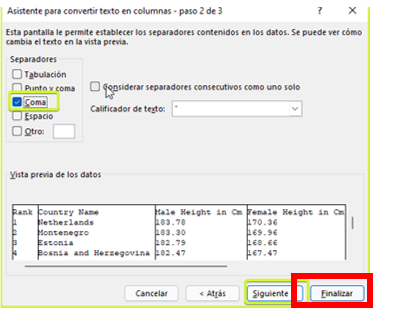 Asistente para convertir texto en columnas - paso 2 de 3 ? ×
Esta pantalla le permite establecer los separadores contenidos en los datos. Se puede ver cómo
cambia el texto en la vista previa.
Separadores
Tabulación
Punto y coma
Coma
Espacio
Otro:
Considerar separadores consecutivos como uno solo
Calificador de texto: "
Vista previa de los datos
Rank Country Name Male Height in Cm Female Height in Cm
1 Netherlands 183.78 170.36
2 Montenegro 183.30 169.96
3 Estonia 182.79 168.66
4 Bosnia and Herzegovina 182.47 167.47
Cancelar < Atrás Siguiente Finalizar